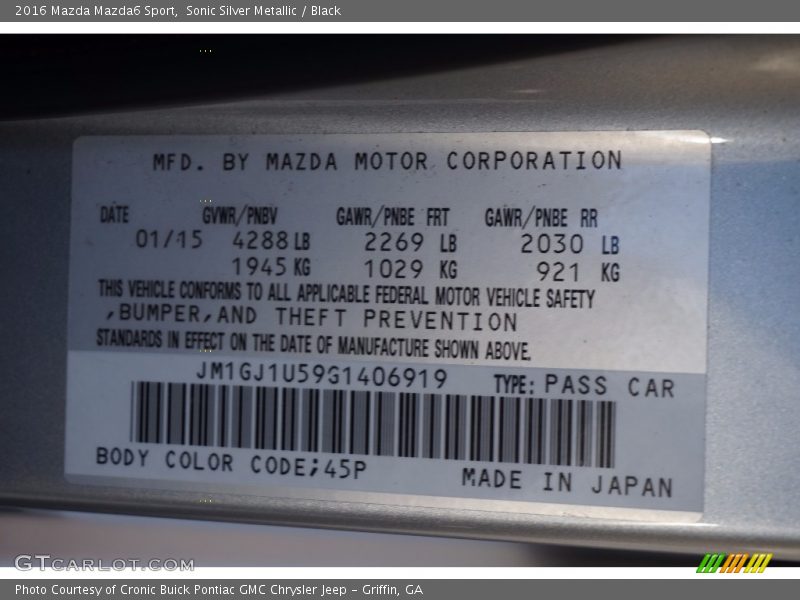 2016 Mazda Mazda6 Sport,  Sonic Silver Metallic / Black
MFD. BY MAZDA MOTOR CORPORATION
DATE GVWR/PNBV GAWR/PNBE FRT GAWR/PNBE RR
01/15 4288 LB 2269 LB 2030 LB
1945 KG 1029 KG 921 KG
THIS VEHICLE CONFORMS TO ALL APPLICABLE FEDERAL MOTOR VEHICLE SAFETY
,BUMPER,AND THEFT PREVENTION
STANDARDS IN EFFECT ON THE DATE OF MANUFACTURE SHOWN ABOVE.
JM1GJ1U59G1406919 TYPE: PASS CAR
BODY COLOR CODE;45P MADE IN JAPAN
GTCARLOT.COM
Photo Courtesy of Cronic Buick Pontiac GMC Chrysler Jeep - Griffin, GA